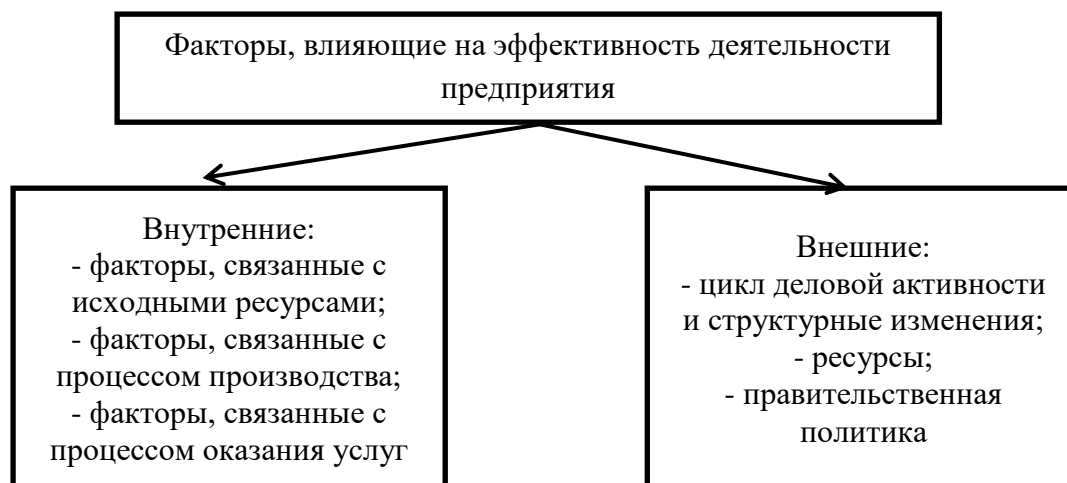 Факторы, влияющие на эффективность деятельности
предприятия
Внутренние:
- факторы, связанные с
исходными ресурсами;
- факторы, связанные с
процессом производства;
- факторы, связанные с
процессом оказания услуг
Внешние:
- цикл деловой активности
и структурные изменения;
- ресурсы;
- правительственная
политика